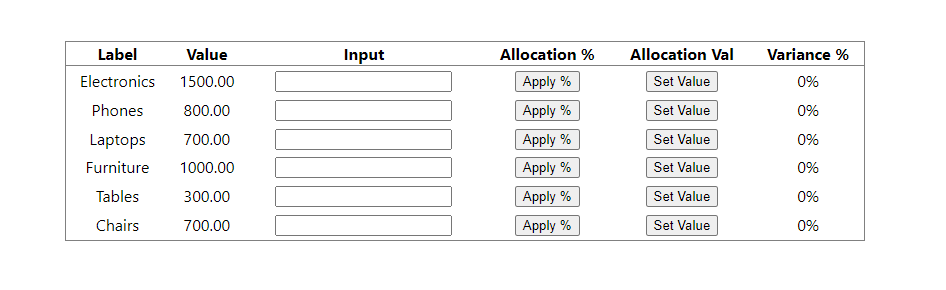 Label Value Input Allocation % Allocation Val Variance %
Electronics 1500.00 Apply % Set Value 0%
Phones 800.00 Apply % Set Value 0%
Laptops 700.00 Apply % Set Value 0%
Furniture 1000.00 Apply % Set Value 0%
Tables 300.00 Apply % Set Value 0%
Chairs 700.00 Apply % Set Value 0%